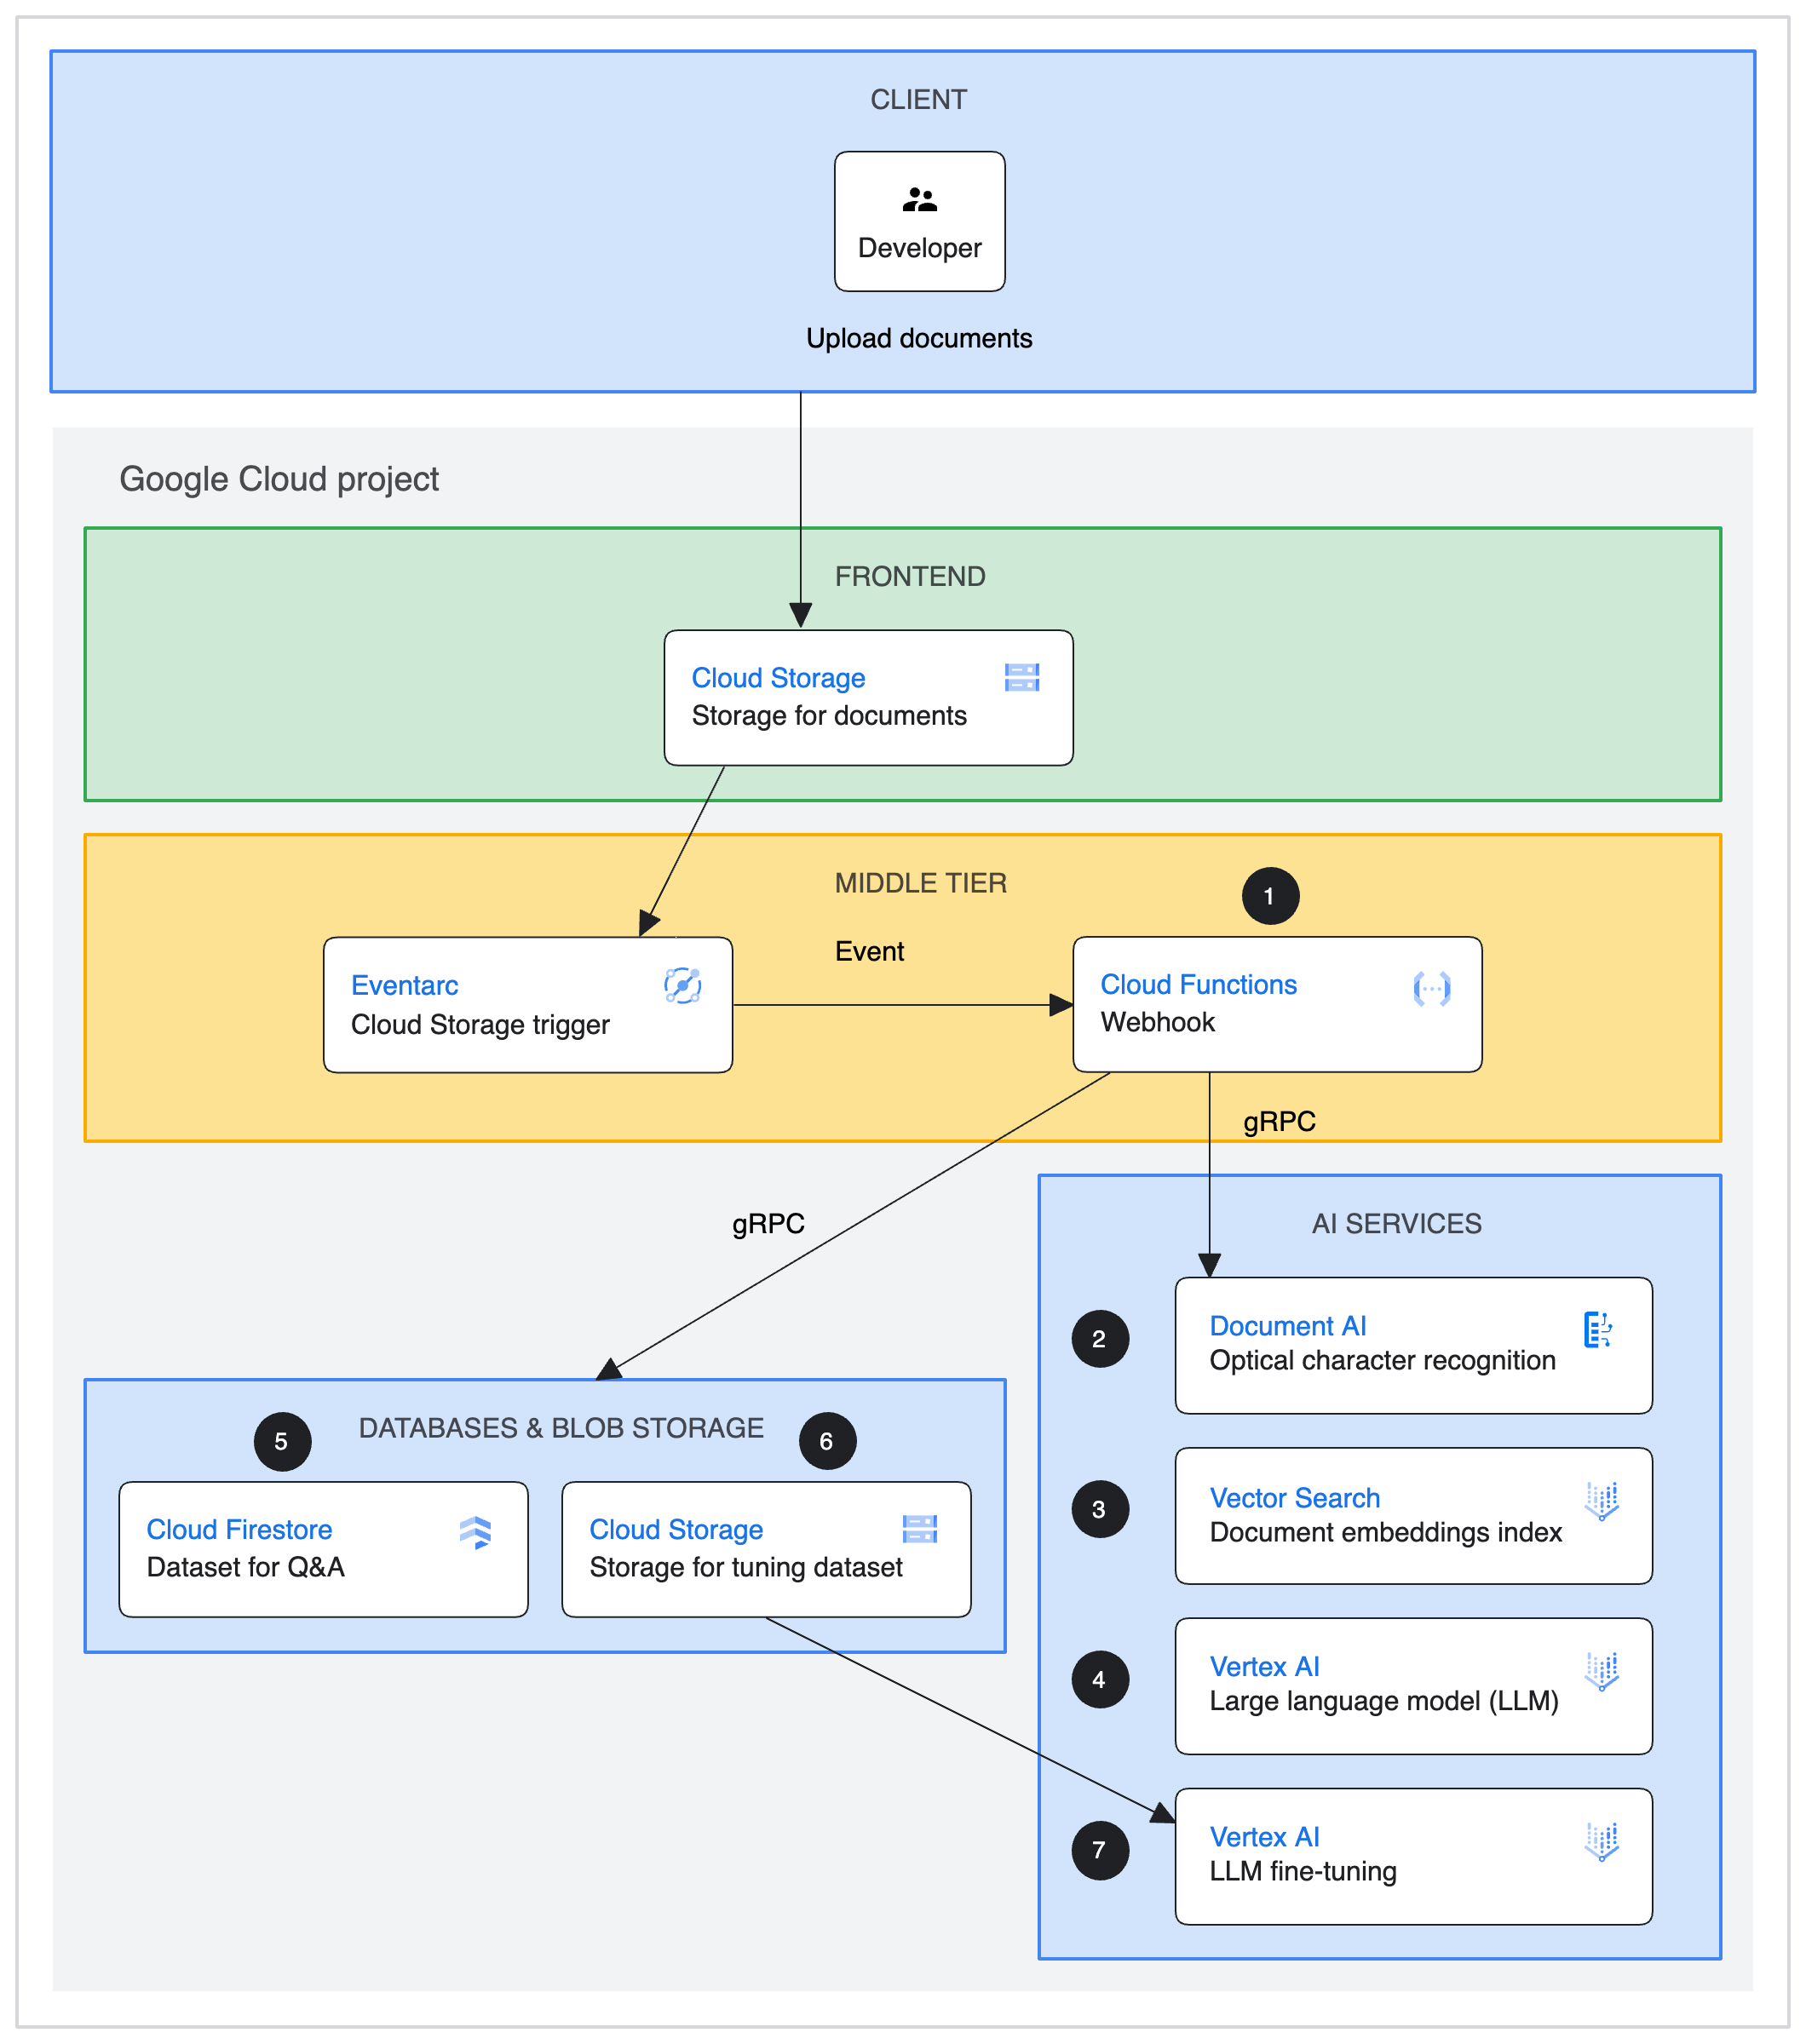 CLIENT
Developer
Upload documents
Google Cloud project
FRONTEND
Cloud Storage
Storage for documents
MIDDLE TIER
1
Event
Eventarc
Cloud Storage trigger
Cloud Functions
Webhook
gRPC
gRPC
AI SERVICES
2
Document AI
Optical character recognition
3
Vector Search
Document embeddings index
4
Vertex AI
Large language model (LLM)
7
Vertex AI
LLM fine-tuning
DATABASES & BLOB STORAGE
5
6
Cloud Firestore
Dataset for Q&A
Cloud Storage
Storage for tuning dataset